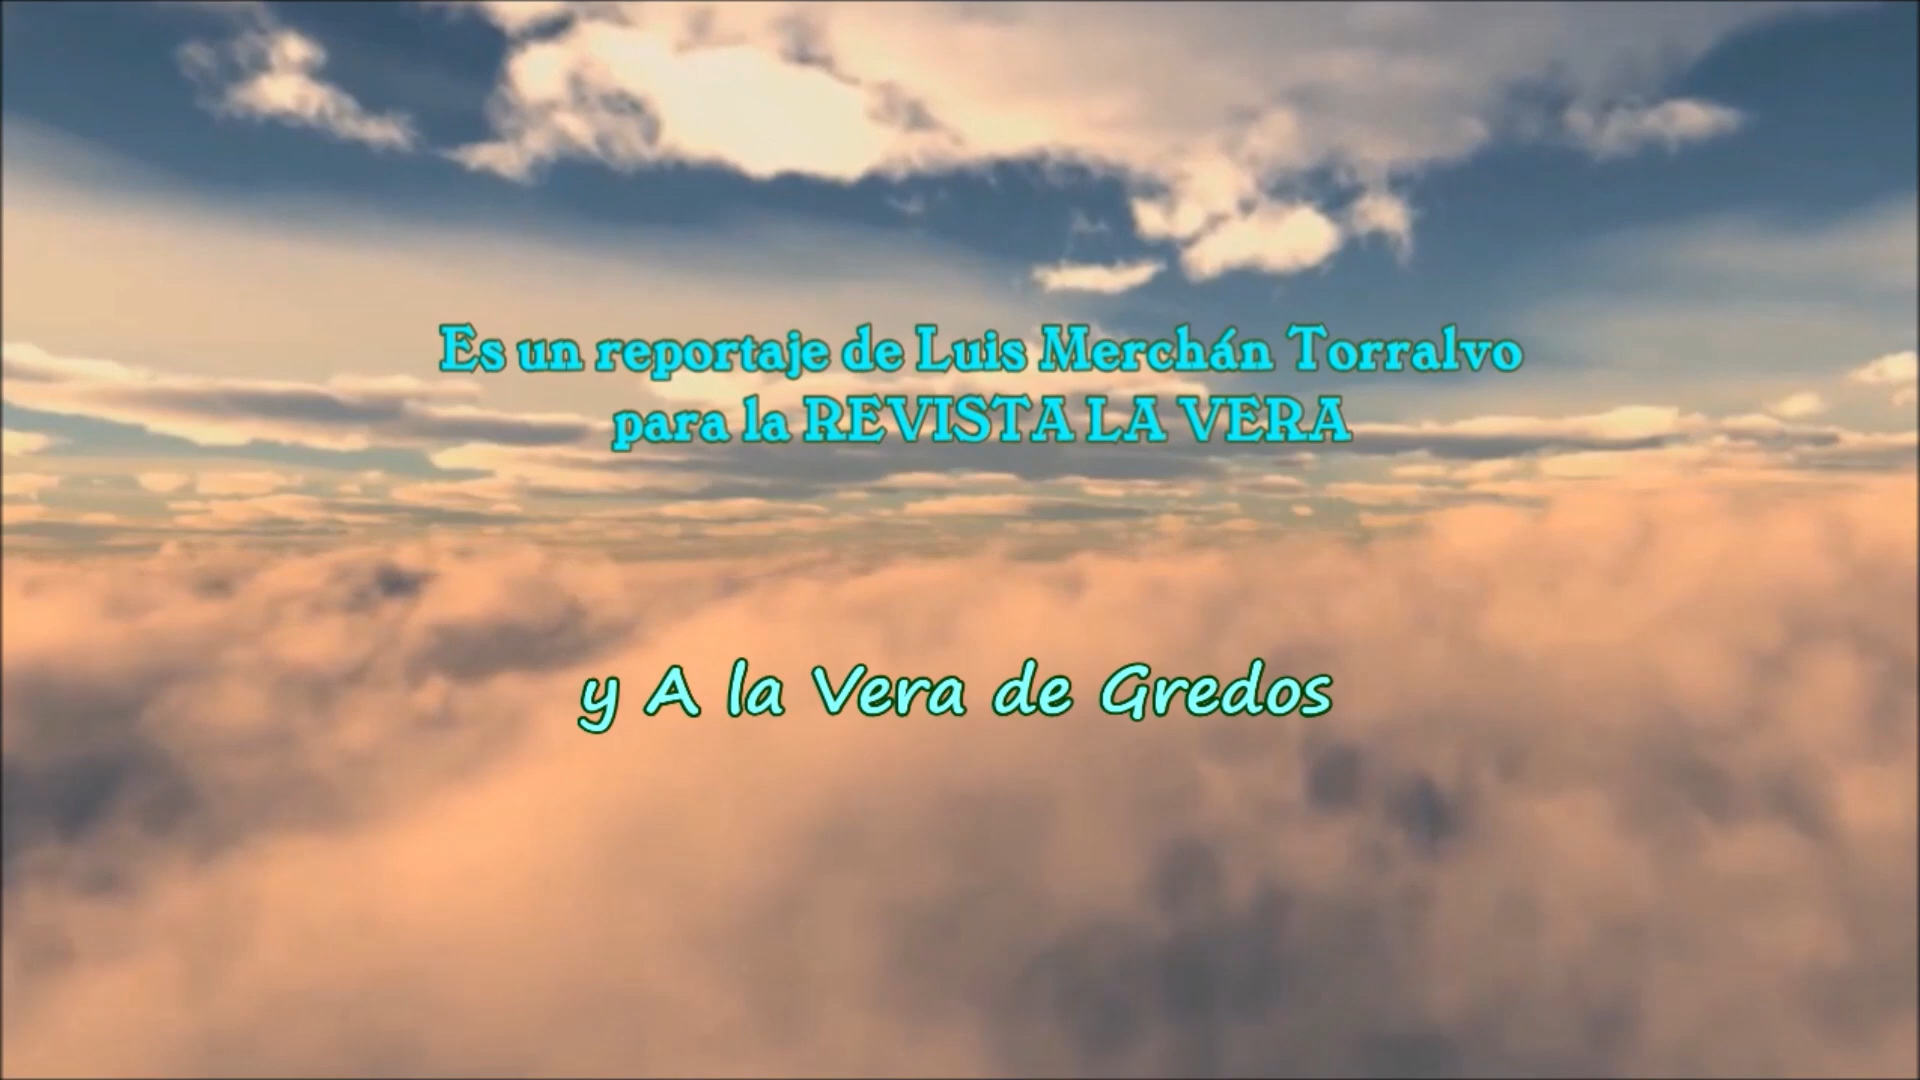 Es un reportaje de Luis Merchán Torralvo
para la REVISTA LA VERA
y A la Vera de Gredos